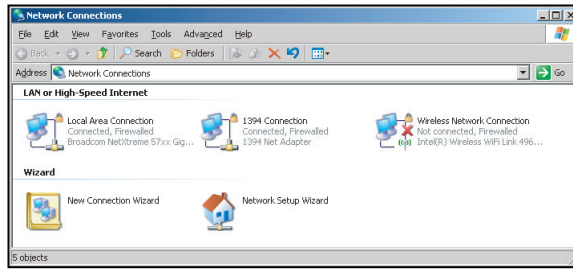 Network Connections
File Edit View Favorites Tools Advanced Help
Back Search Folders
Address Network Connections Go
LAN or High-Speed Internet
Local Area Connection
Connected, Firewalled
Broadcom NetXtreme 57xx Gig...
1394 Connection
Connected, Firewalled
1394 Net Adapter
Wireless Network Connection
Not connected, Firewalled
Intel(R) Wireless WiFi Link 496...
Wizard
New Connection Wizard
Network Setup Wizard
5 objects